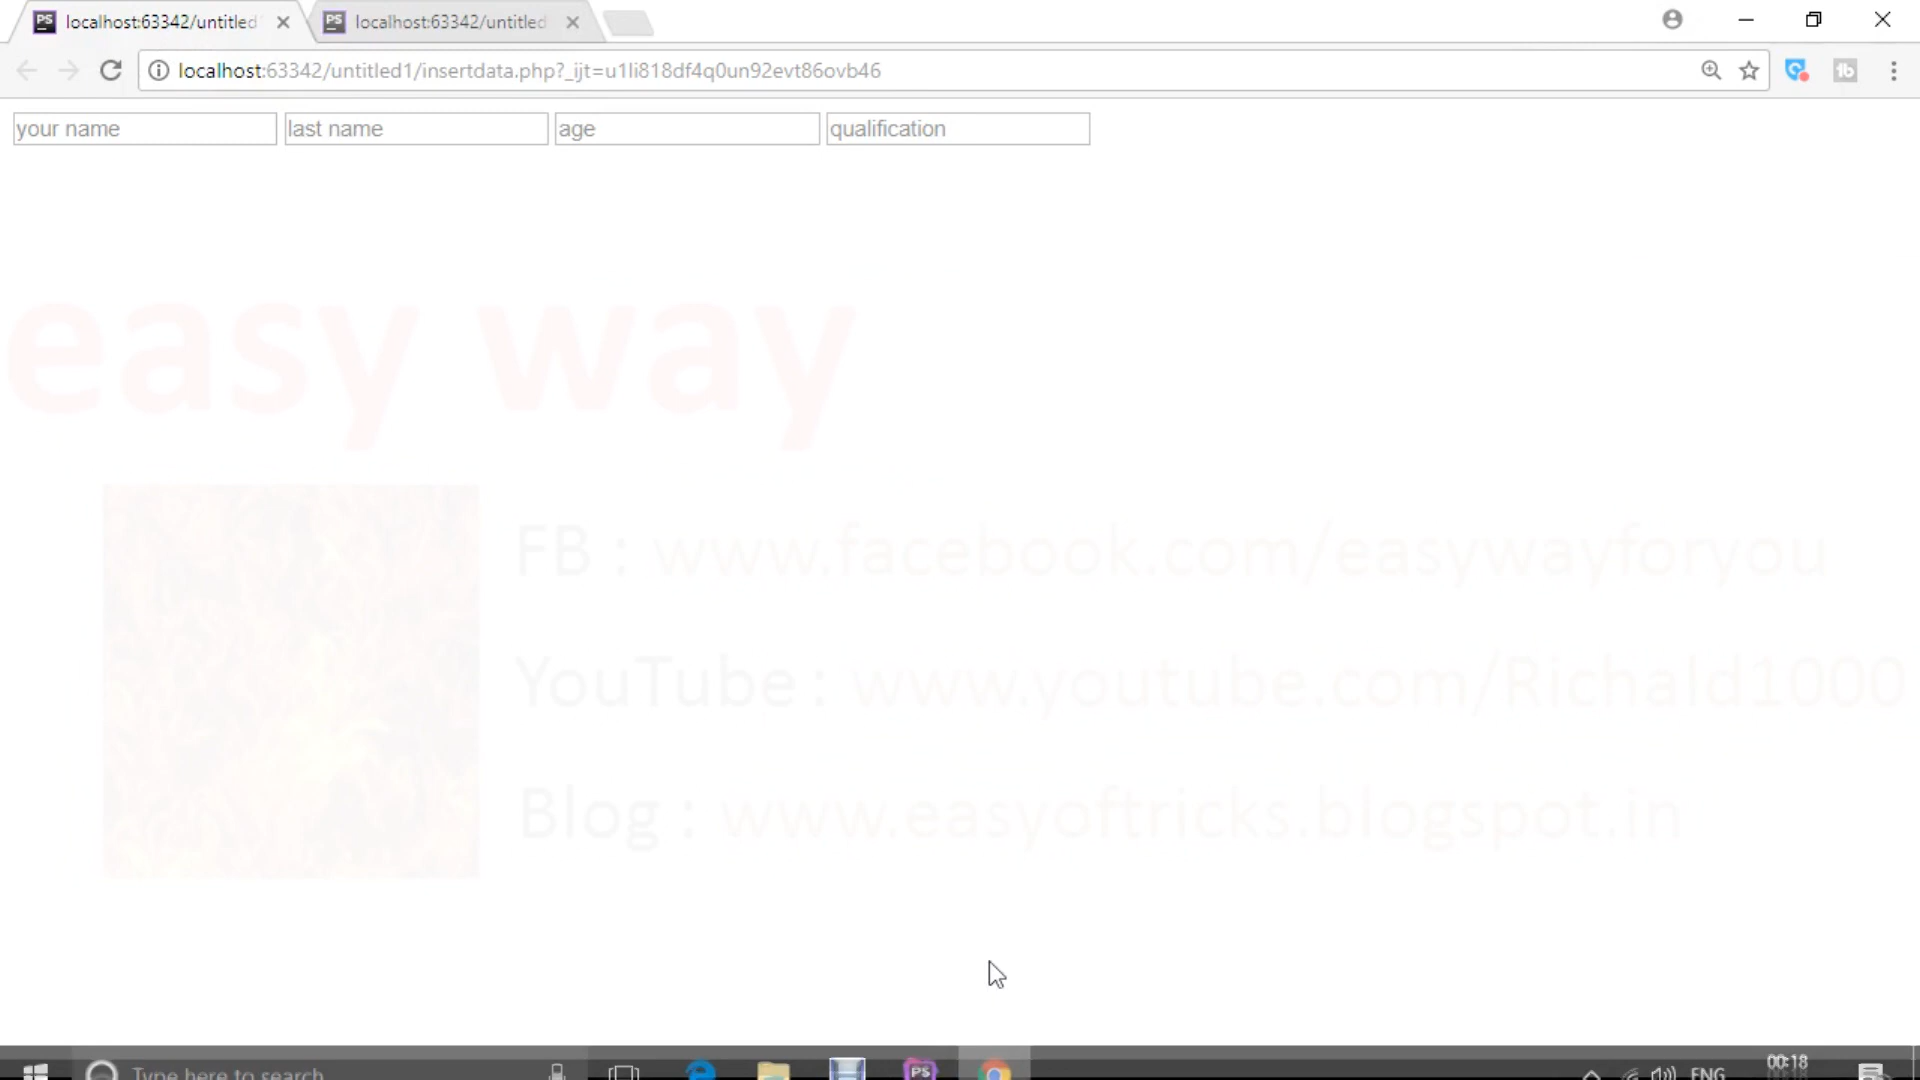 localhost:63342/untitled
localhost:63342/untitled
localhost:63342/untitled1/insertdata.php?_ijt=u1li818df4q0un92evt86ovb46
your name
last name
age
qualification
easy way
FB : www.facebook.com/easywayforyou
YouTube : www.youtube.com/Richald1000
Blog : www.easyoftricks.blogspot.in
Type here to search
PS
ENG
00:18